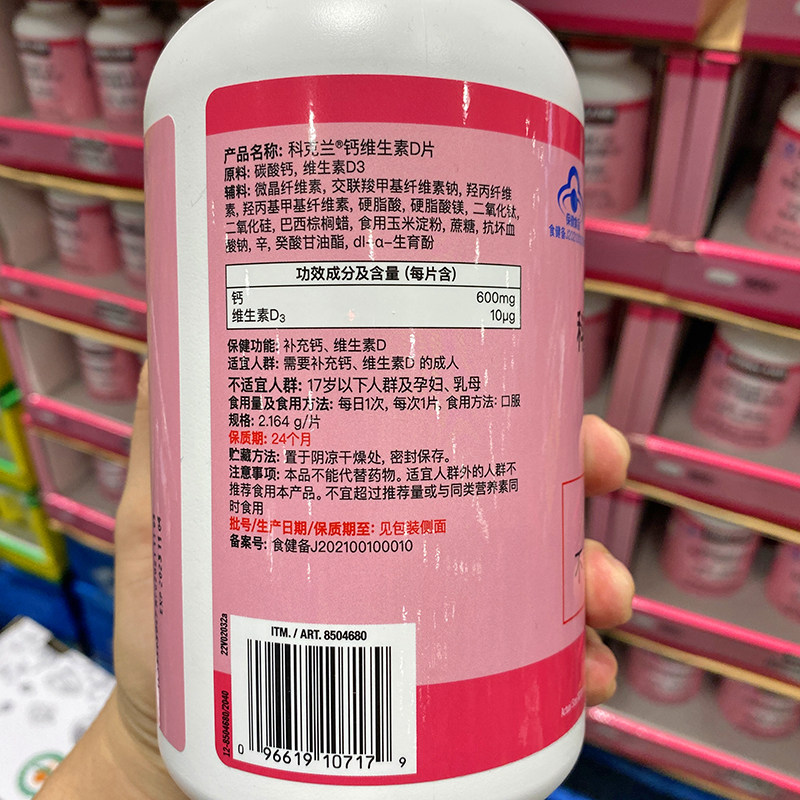 产品名称: 科克兰®钙维生素D片
原料: 碳酸钙, 维生素D3
辅料: 微晶纤维素, 交联羧甲基纤维素钠, 羟丙纤维
素, 羟丙基甲基纤维素, 硬脂酸, 硬脂酸镁, 二氧化钛,
二氧化硅, 巴西棕榈蜡, 食用玉米淀粉, 蔗糖, 抗坏血
酸钠, 辛, 癸酸甘油酯, dl-α-生育酚
功效成分及含量 (每片含)
钙 600mg
维生素D3 10μg
保健功能: 补充钙、维生素D
适宜人群: 需要补充钙、维生素D 的成人
不适宜人群: 17岁以下人群及孕妇、乳母
食用量及食用方法: 每日1次, 每次1片, 食用方法: 口服
规格: 2.164 g/片
保质期: 24个月
贮藏方法: 置于阴凉干燥处, 密封保存。
注意事项: 本品不能代替药物。适宜人群外的人群不
推荐食用本产品。不宜超过推荐量或与同类营养素同
时食用
批号/生产日期/保质期至: 见包装侧面
备案号: 食健备J202100100010
ITM. / ART. 8504680
0 96619 10717 9
22V02032a
12-8504680/2040
保健食品